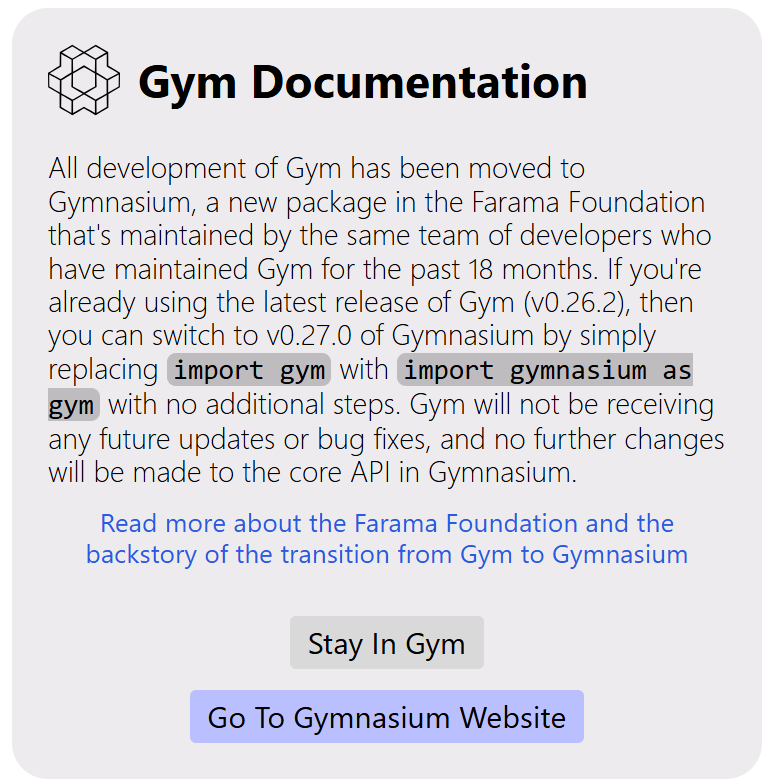 Gym Documentation
All development of Gym has been moved to
Gymnasium, a new package in the Farama Foundation
that's maintained by the same team of developers who
have maintained Gym for the past 18 months. If you're
already using the latest release of Gym (v0.26.2), then
you can switch to v0.27.0 of Gymnasium by simply
replacing import gym with import gymnasium as
gym with no additional steps. Gym will not be receiving
any future updates or bug fixes, and no further changes
will be made to the core API in Gymnasium.
Read more about the Farama Foundation and the
backstory of the transition from Gym to Gymnasium
Stay In Gym
Go To Gymnasium Website